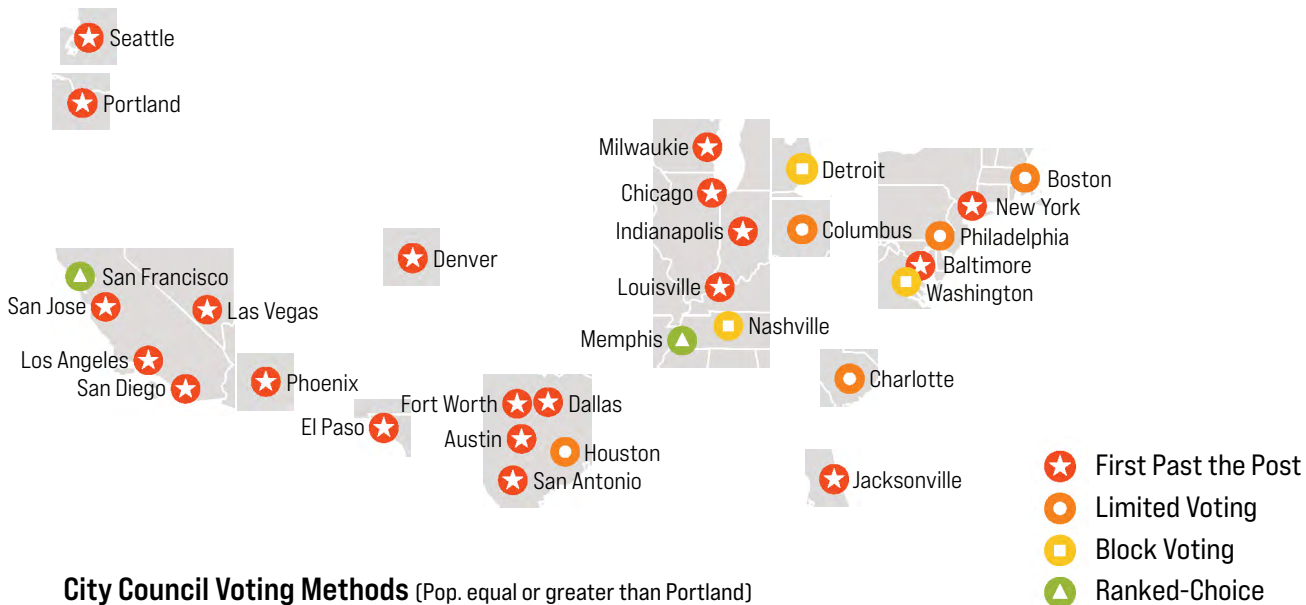 Seattle
Portland
Milwaukie
Detroit
Boston
Chicago
New York
Indianapolis
Columbus
Philadelphia
Denver
Baltimore
San Francisco
Louisville
Washington
San Jose
Las Vegas
Nashville
Memphis
Los Angeles
San Diego
Phoenix
Charlotte
Fort Worth
Dallas
El Paso
Austin
Houston
San Antonio
Jacksonville
First Past the Post
Limited Voting
Block Voting
Ranked-Choice
City Council Voting Methods (Pop. equal or greater than Portland)